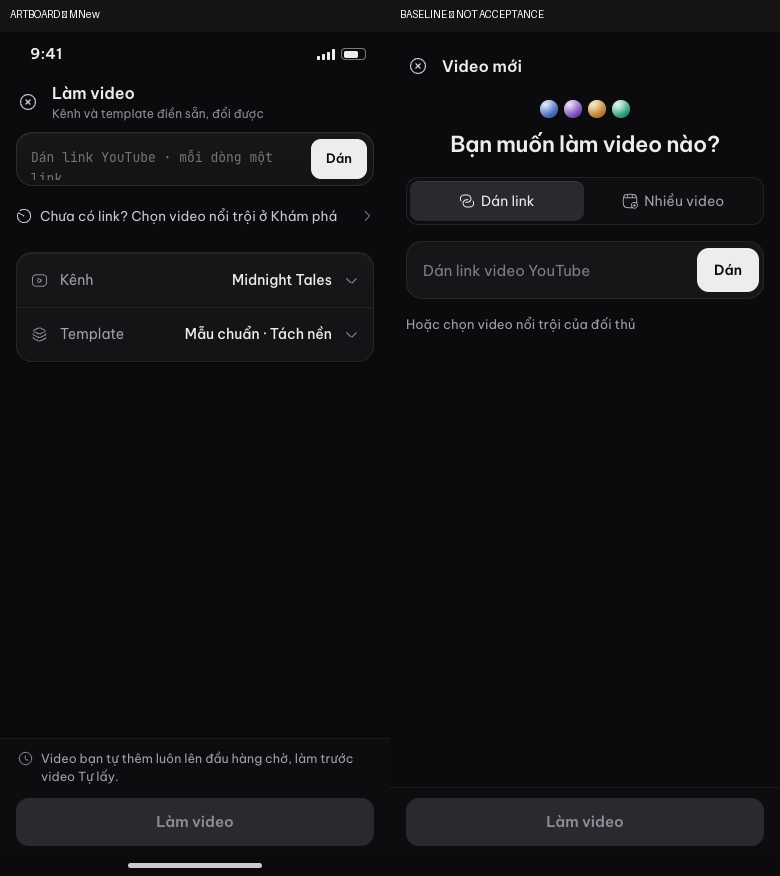 ARTBOARD MNew
9:41
Làm video
Kênh và template điền sẵn, đổi được
Dán link YouTube · mỗi dòng một
link
Dán
Chưa có link? Chọn video nổi trội ở Khám phá
Kênh
Midnight Tales
Template
Mẫu chuẩn · Tách nền
Video bạn tự thêm luôn lên đầu hàng chờ, làm trước
video Tự lấy.
Làm video
BASELINE NOT ACCEPTANCE
Video mới
Bạn muốn làm video nào?
Dán link
Nhiều video
Dán link video YouTube
Dán
Hoặc chọn video nổi trội của đối thủ
Làm video